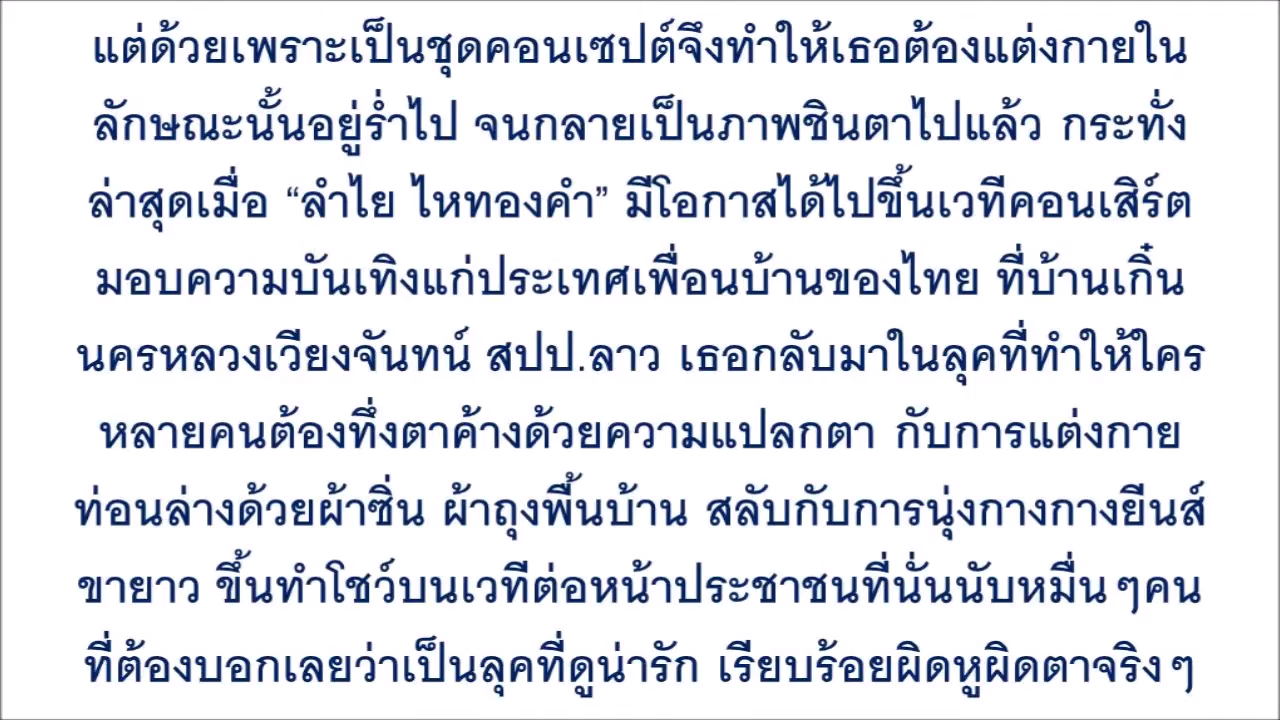 แต่ด้วยเพราะเป็นชุดคอนเซปต์จึงทำให้เธอต้องแต่งกายใน
ลักษณะนั้นอยู่ร่ำไป จนกลายเป็นภาพชินตาไปแล้ว กระทั่ง
ล่าสุดเมื่อ “ลำไย ไหทองคำ” มีโอกาสได้ไปขึ้นเวทีคอนเสิร์ต
มอบความบันเทิงแก่ประเทศเพื่อนบ้านของไทย ที่บ้านเกิ๋น
นครหลวงเวียงจันทน์ สปป.ลาว เธอกลับมาในลุคที่ทำให้ใคร
หลายคนต้องทึ่งตาค้างด้วยความแปลกตา กับการแต่งกาย
ท่อนล่างด้วยผ้าซิ่น ผ้าถุงพื้นบ้าน สลับกับการนุ่งกางกางยีนส์
ขายาว ขึ้นทำโชว์บนเวทีต่อหน้าประชาชนที่นั่นนับหมื่นๆคน
ที่ต้องบอกเลยว่าเป็นลุคที่ดูน่ารัก เรียบร้อยผิดหูผิดตาจริงๆ